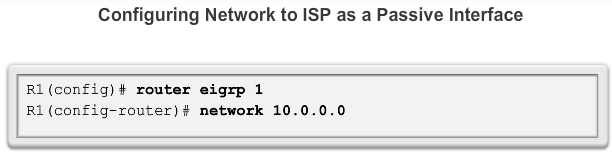 Configuring Network to ISP as a Passive Interface
R1(config)# router eigrp 1
R1(config-router)# network 10.0.0.0